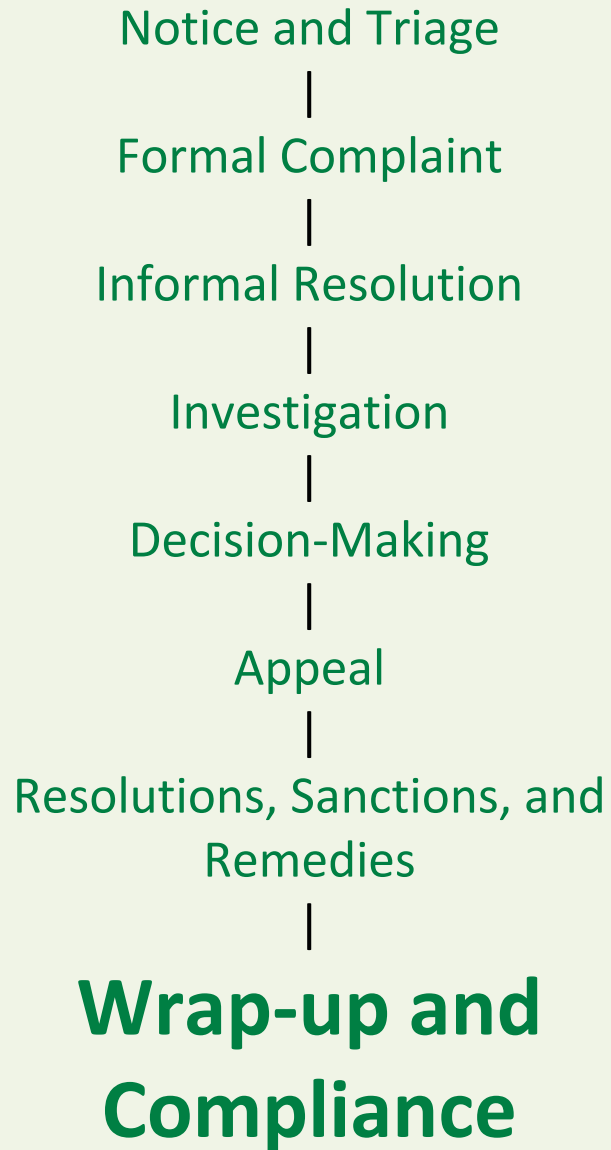 Notice and Triage
Formal Complaint
Informal Resolution
Investigation
Decision-Making
Appeal
Resolutions, Sanctions, and
Remedies
Wrap-up and
Compliance